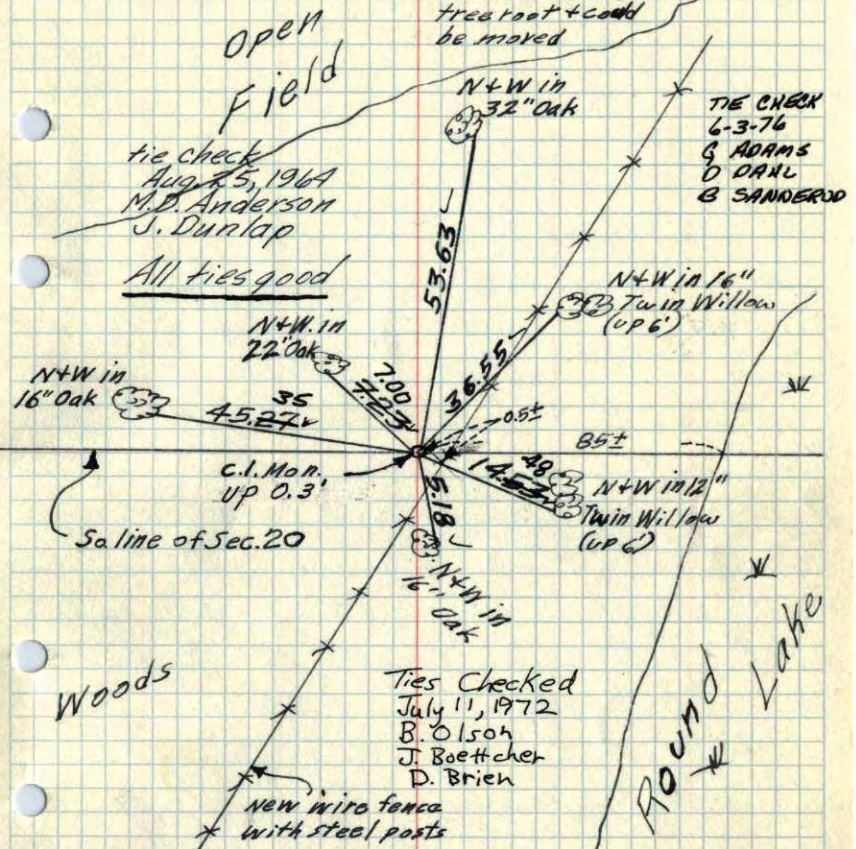 tree root + could
be moved
Open
Field
N+W in
32" Oak
TIE CHECK
6-3-76
G ADAMS
D DAHL
B SANNERUD
tie check
Aug. 25, 1964
M.D. Anderson
J. Dunlap
All ties good
53.63
N+W in 16"
Twin Willow
(up 6')
N+W. in
22" Oak
7.00
7.23
36.55
N+W in
16" Oak
35
45.27
0.5±
85±
C.I. Mon.
up 0.3'
48
14.53
N+W in 12"
Twin Willow
(up 6')
5.18
So. line of Sec. 20
N+W in
16" Oak
Woods
Ties Checked
July 11, 1972
B. Olson
J. Boettcher
D. Brien
Round Lake
New wire fence
with steel posts